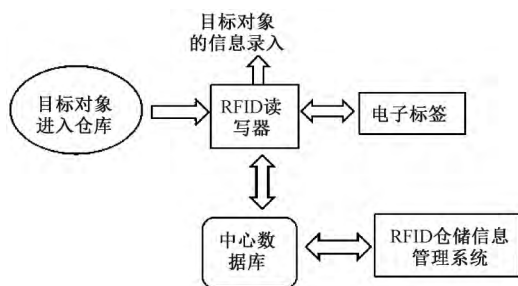 目标对象
的信息录入
目标对象
进入仓库
RFID读
写器
电子标签
中心数
据库
RFID仓储信息
管理系统